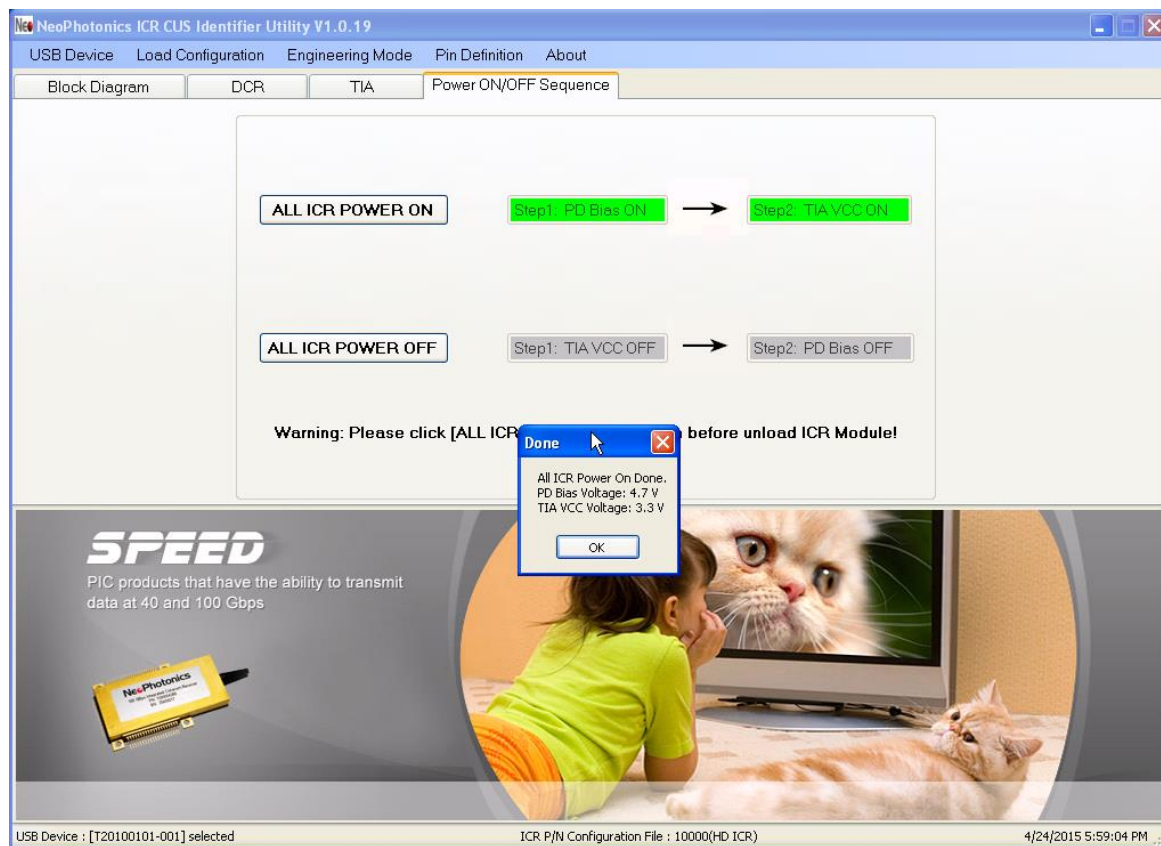 NeoPhotonics ICR CUS Identifier Utility V1.0.19
USB Device Load Configuration Engineering Mode Pin Definition About
Block Diagram DCR TIA Power ON/OFF Sequence
ALL ICR POWER ON Step1: PD Bias ON Step2: TIA VCC ON
ALL ICR POWER OFF Step1: TIA VCC OFF Step2: PD Bias OFF
Warning: Please click [ALL ICR before unload ICR Module!
Done
All ICR Power On Done.
PD Bias Voltage: 4.7 V
TIA VCC Voltage: 3.3 V
OK
SPEED
PIC products that have the ability to transmit
data at 40 and 100 Gbps
NeoPhotonics
USB Device : [T20100101-001] selected ICR P/N Configuration File : 10000(HD ICR) 4/24/2015 5:59:04 PM